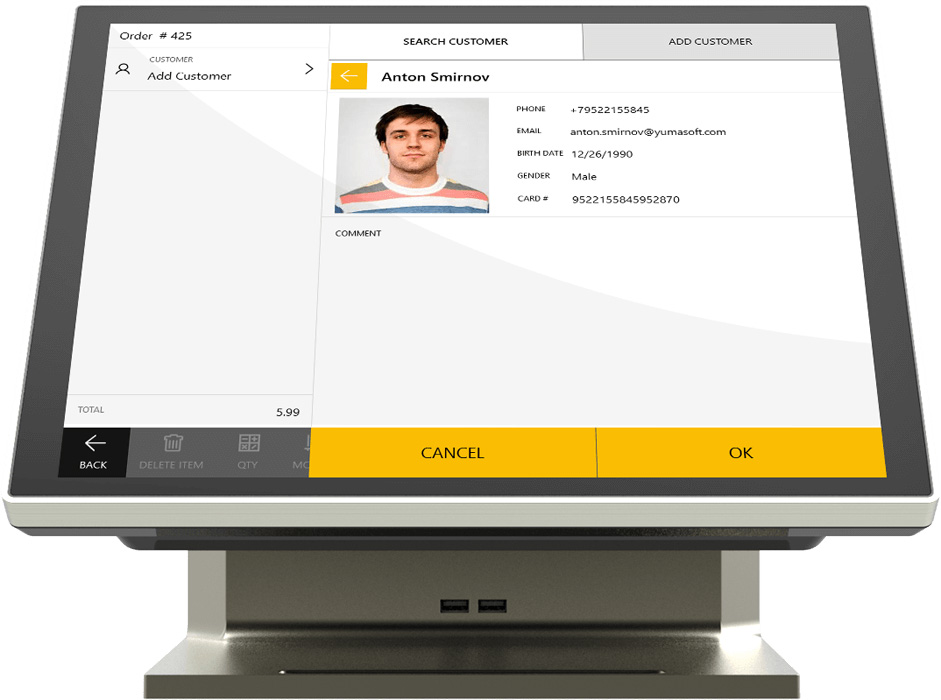 Order # 425
CUSTOMER
Add Customer
SEARCH CUSTOMER
ADD CUSTOMER
Anton Smirnov
PHONE +79522155845
EMAIL anton.smirnov@yumasoft.com
BIRTH DATE 12/26/1990
GENDER Male
CARD # 9522155845952870
COMMENT
TOTAL 5.99
BACK
DELETE ITEM
QTY
CANCEL
OK